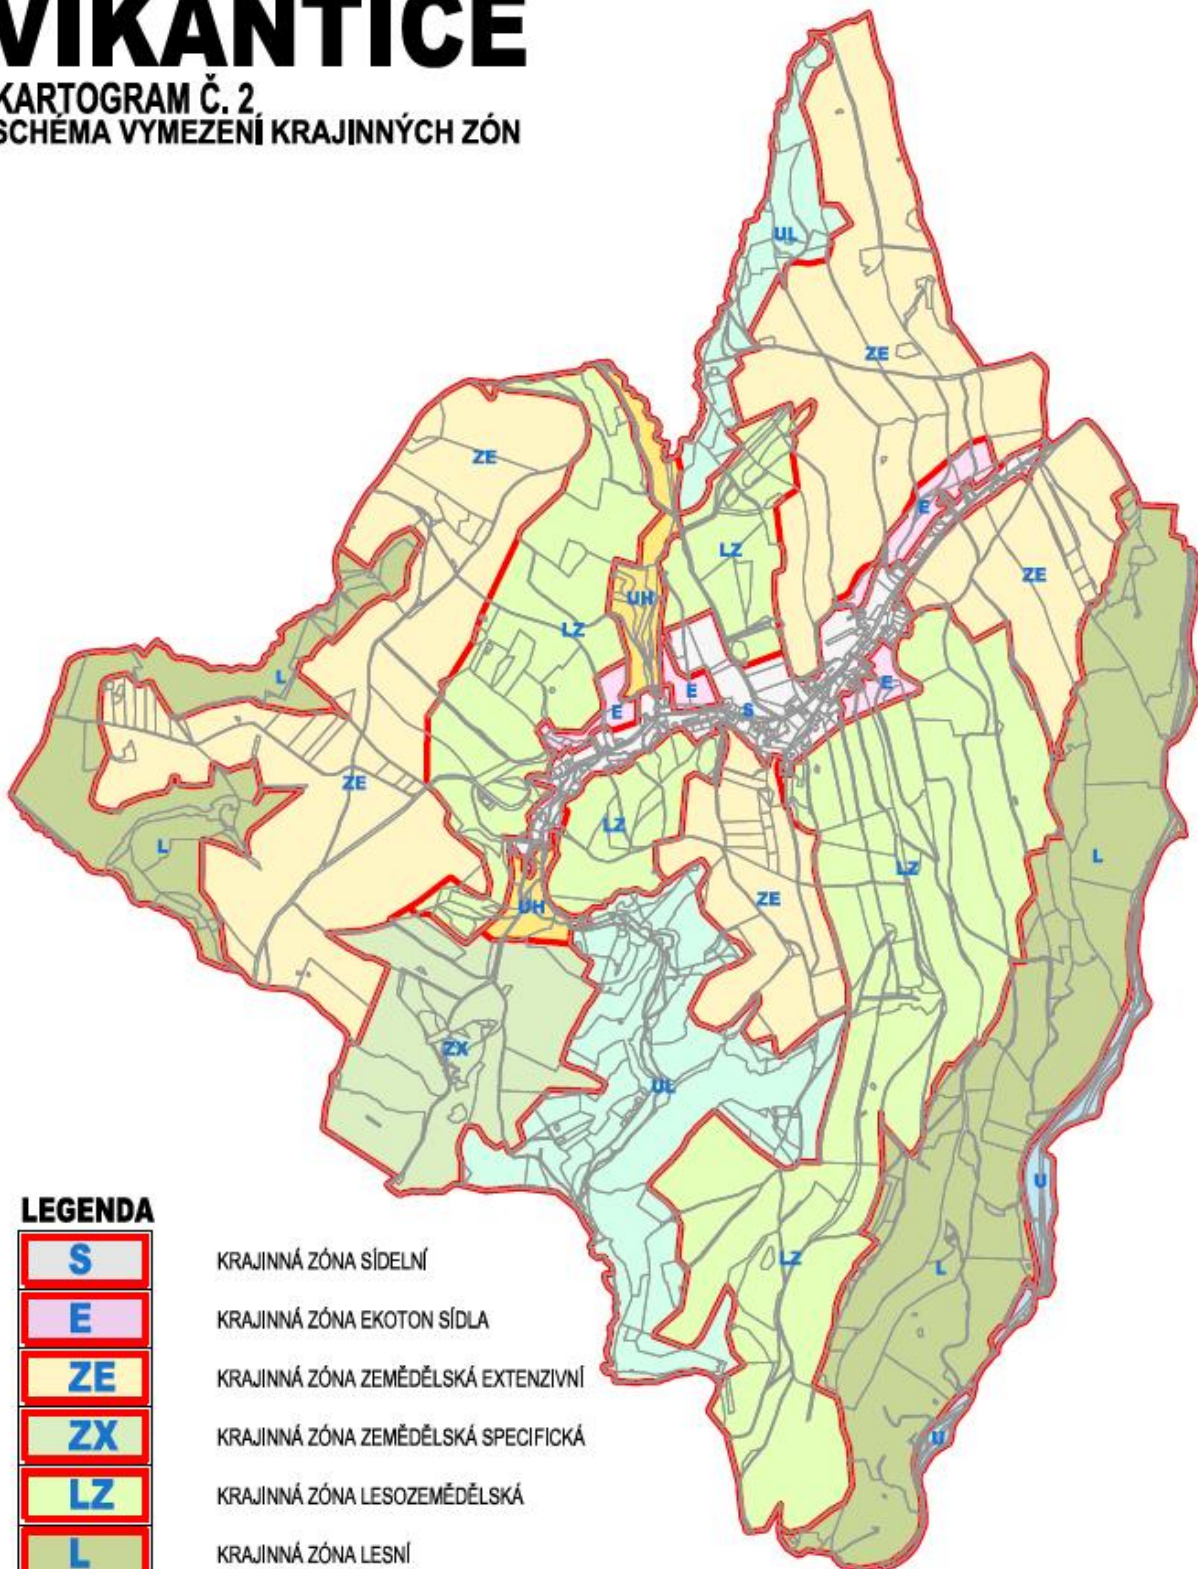 VIKANTICE
KARTOGRAM Č. 2
SCHÉMA VYMEZENÍ KRAJINNÝCH ZÓN
UL
ZE
ZE
E
LZ
ZE
UH
LZ
L
E
E
E
S
ZE
LZ
L
L
LZ
ZE
UH
ZX
UL
U
LZ
L
U
LEGENDA
S KRAJINNÁ ZÓNA SÍDELNÍ
E KRAJINNÁ ZÓNA EKOTON SÍDLA
ZE KRAJINNÁ ZÓNA ZEMĚDĚLSKÁ EXTENZIVNÍ
ZX KRAJINNÁ ZÓNA ZEMĚDĚLSKÁ SPECIFICKÁ
LZ KRAJINNÁ ZÓNA LESOZEMĚDĚLSKÁ
L KRAJINNÁ ZÓNA LESNÍ